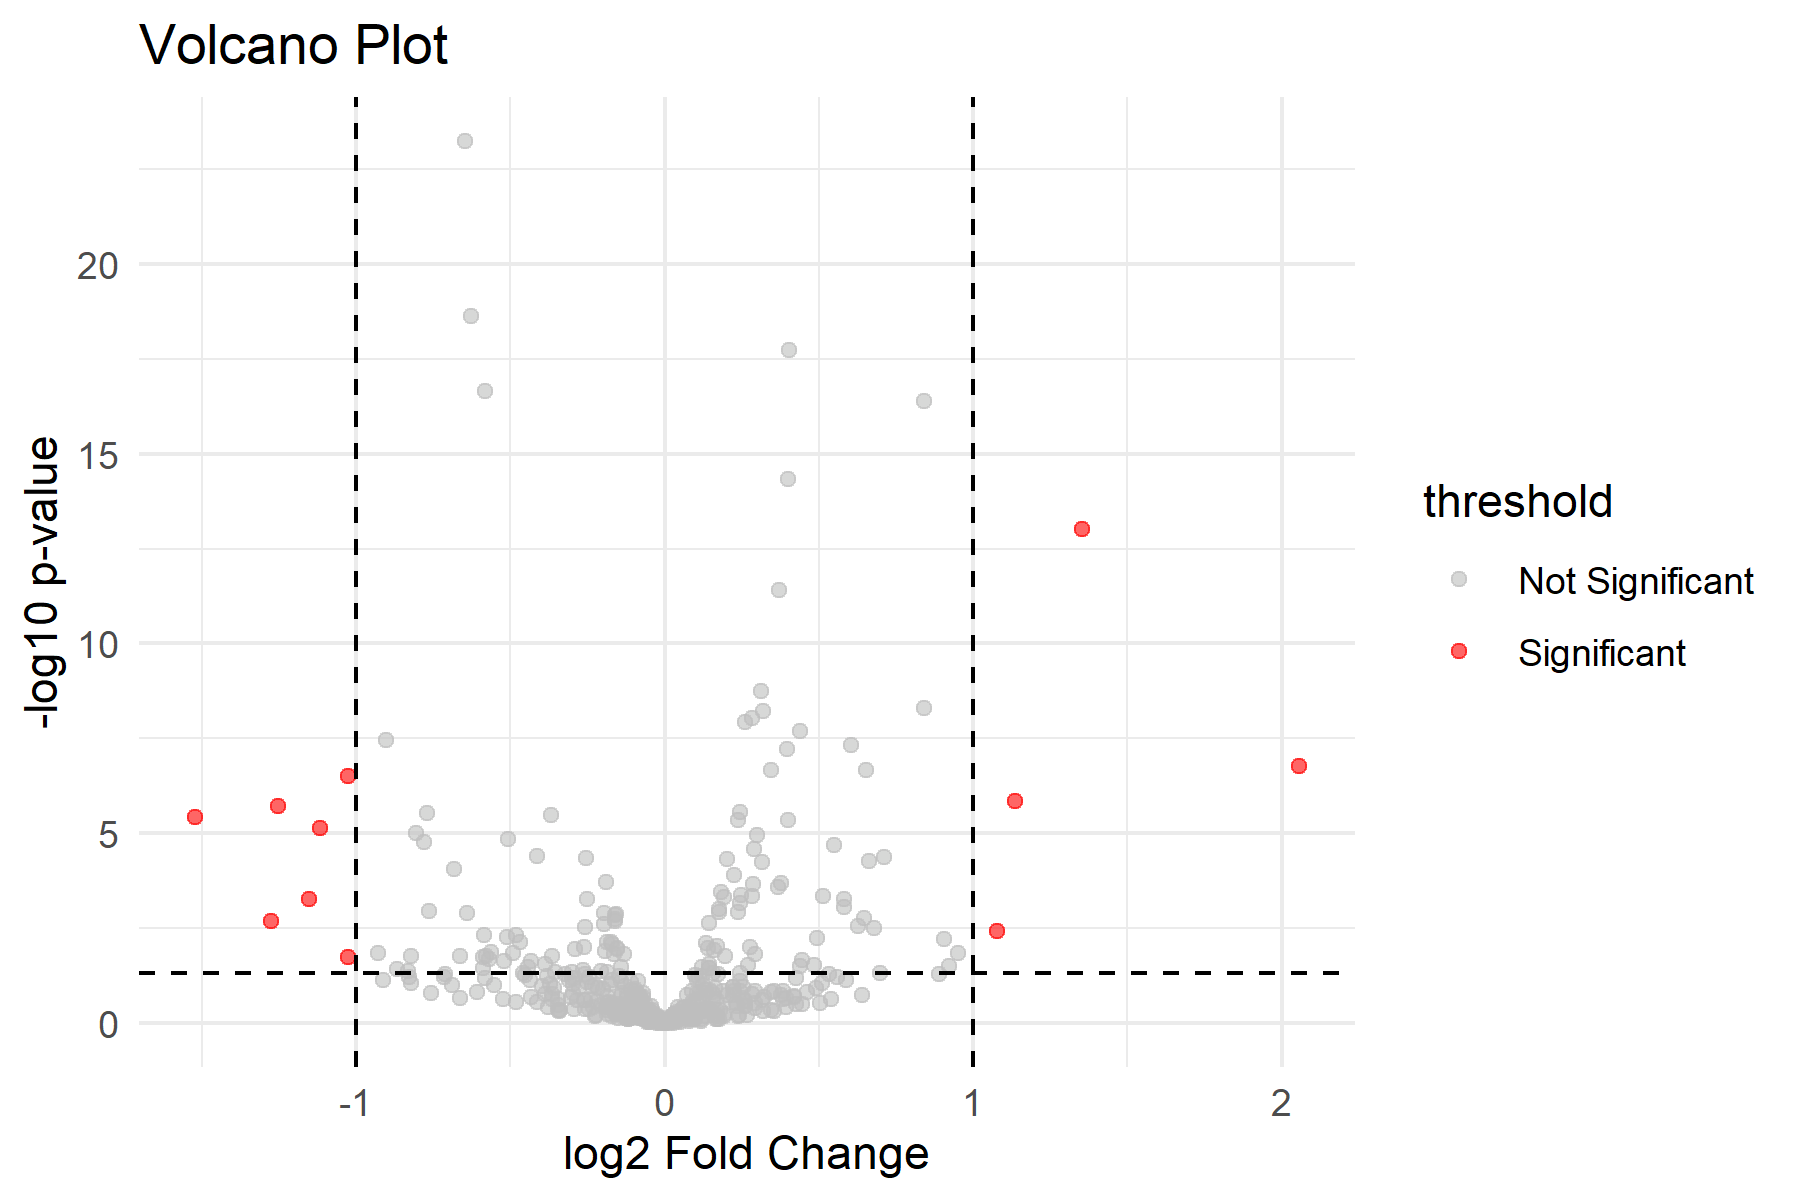 Volcano Plot
-log10 p-value
20
15
10
5
0
-1
0
1
2
log2 Fold Change
threshold
Not Significant
Significant